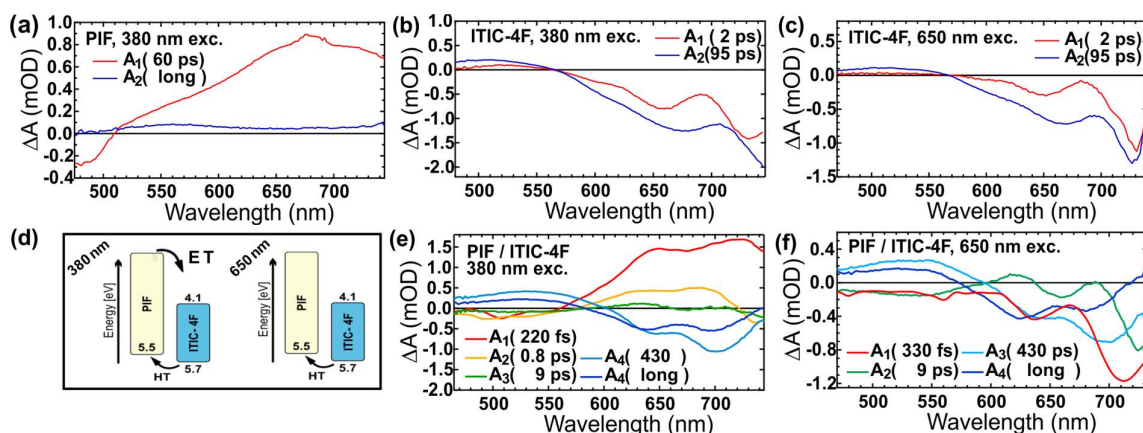 (a)
PIF, 380 nm exc.
A1( 60 ps)
A2( long )
1.0
0.8
0.6
0.4
0.2
0.0
-0.2
0.4
ΔA (mOD)
500 550 600 650 700
Wavelength (nm)
(b)
ITIC-4F, 380 nm exc.
A1 ( 2 ps)
A2(95 ps)
1.0
0.5
0.0
-0.5
-1.0
-1.5
-2.0
ΔA (mOD)
500 550 600 650 700
Wavelength (nm)
(c)
ITIC-4F, 650 nm exc.
A1 ( 2 ps)
A2(95 ps)
0.5
0.0
-0.5
-1.0
-1.5
ΔA (mOD)
500 550 600 650 700
Wavelength (nm)
(d)
380 nm
Energy [eV]
PIF
5.5
ET
4.1
ITIC- 4F
5.7
HT
650 nm
Energy [eV]
PIF
5.5
4.1
ITIC- 4F
5.7
HT
(e)
PIF / ITIC-4F
380 nm exc.
A1 (220 fs)
A2 (0.8 ps)
A3( 9 ps)
A4( 430 )
A4( long )
1.5
1.0
0.5
0.0
-0.5
-1.0
2.0
ΔA (mOD)
500 550 600 650 700
Wavelength (nm)
(f)
PIF / ITIC-4F, 650 nm exc.
A1 (330 fs)
A2( 9 ps)
A3( 430 ps)
A4( long )
0.4
0.0
-0.4
-0.8
-1.2
ΔA (mOD)
500 550 600 650 700
Wavelength (nm)